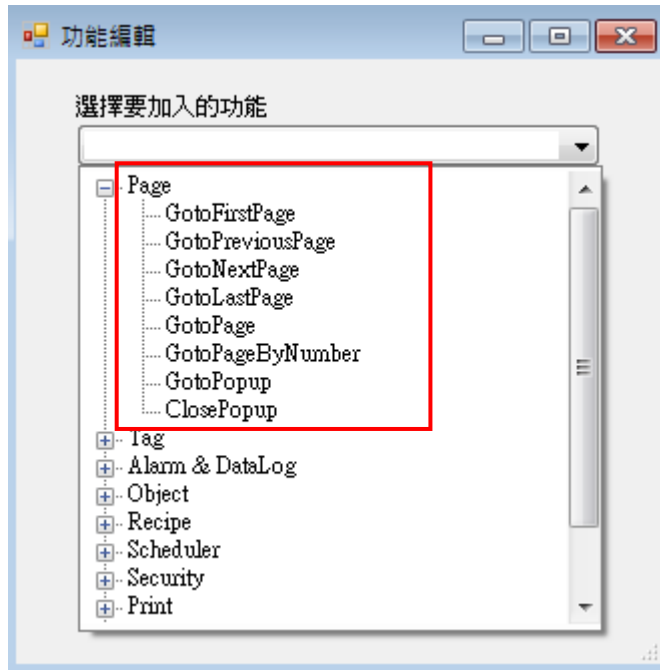 功能編輯
選擇要加入的功能
Page
GotoFirstPage
GotoPreviousPage
GotoNextPage
GotoLastPage
GotoPage
GotoPageByNumber
GotoPopup
ClosePopup
Tag
Alarm & DataLog
Object
Recipe
Scheduler
Security
Print